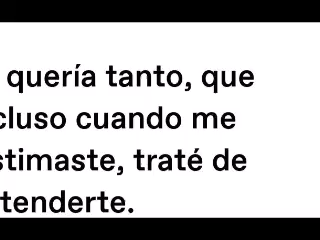 quería tanto, que
cluso cuando me
stimaste, traté de
tenderte.